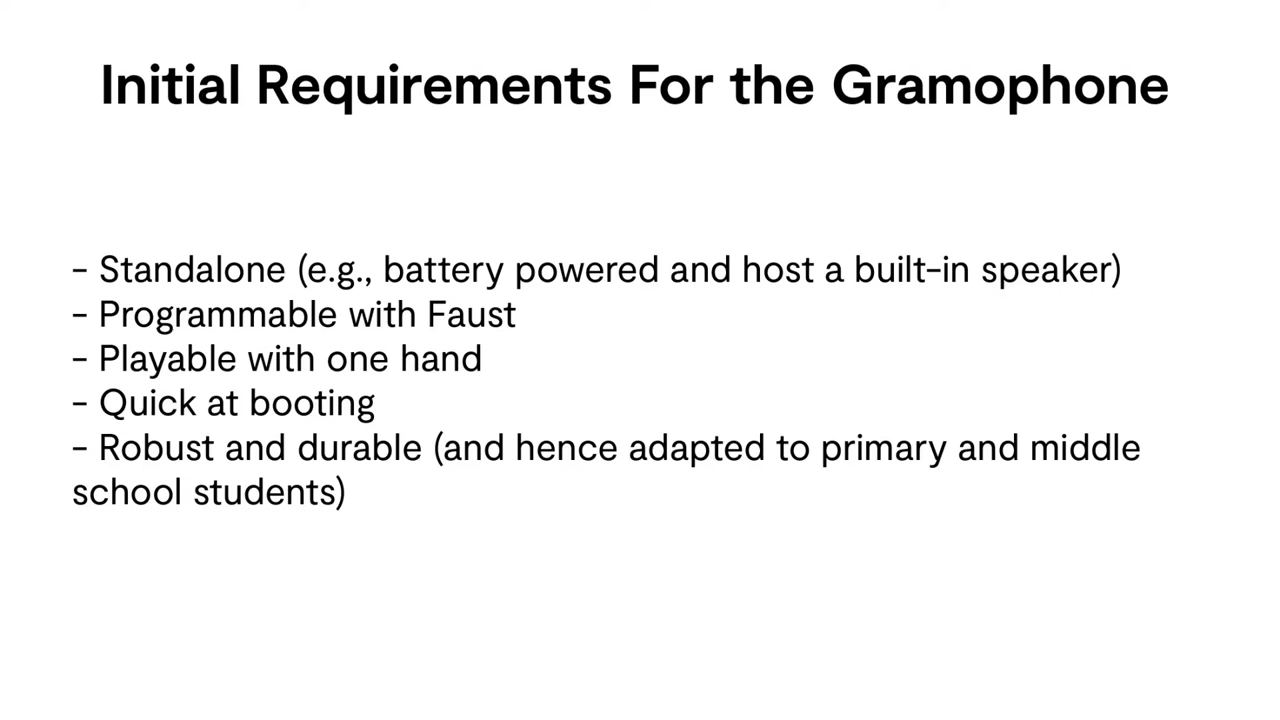 Initial Requirements For the Gramophone
- Standalone (e.g., battery powered and host a built-in speaker)
- Programmable with Faust
- Playable with one hand
- Quick at booting
- Robust and durable (and hence adapted to primary and middle
school students)